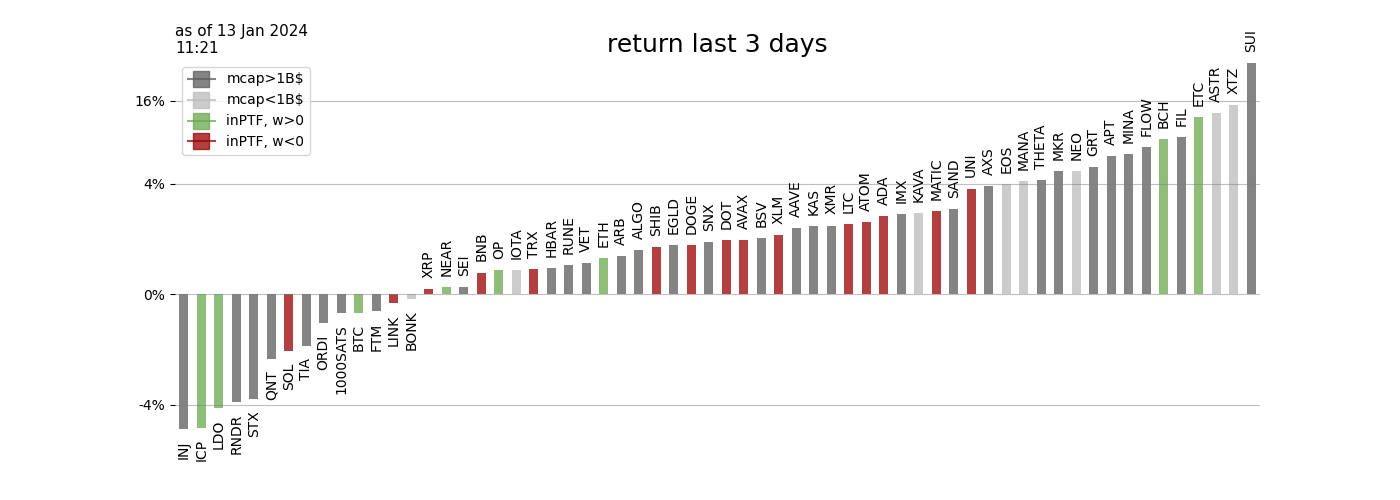 as of 13 Jan 2024
11:21
return last 3 days
mcap>1B$
mcap<1B$
inPTF, w>0
inPTF, w<0
16%
4%
0%
-4%
INJ
ICP
LDO
RNDR
STX
QNT
SOL
TIA
ORDI
1000SATS
BTC
FTM
LINK
BONK
XRP
NEAR
SEI
BNB
OP
IOTA
TRX
HBAR
RUNE
VET
ETH
ARB
ALGO
SHIB
EGLD
DOGE
SNX
DOT
AVAX
BSV
XLM
AAVE
KAS
XMR
LTC
ATOM
ADA
IMX
KAVA
MATIC
SAND
UNI
AXS
EOS
MANA
THETA
MKR
NEO
GRT
APT
MINA
FLOW
BCH
FIL
ETC
ASTR
XTZ
SUI